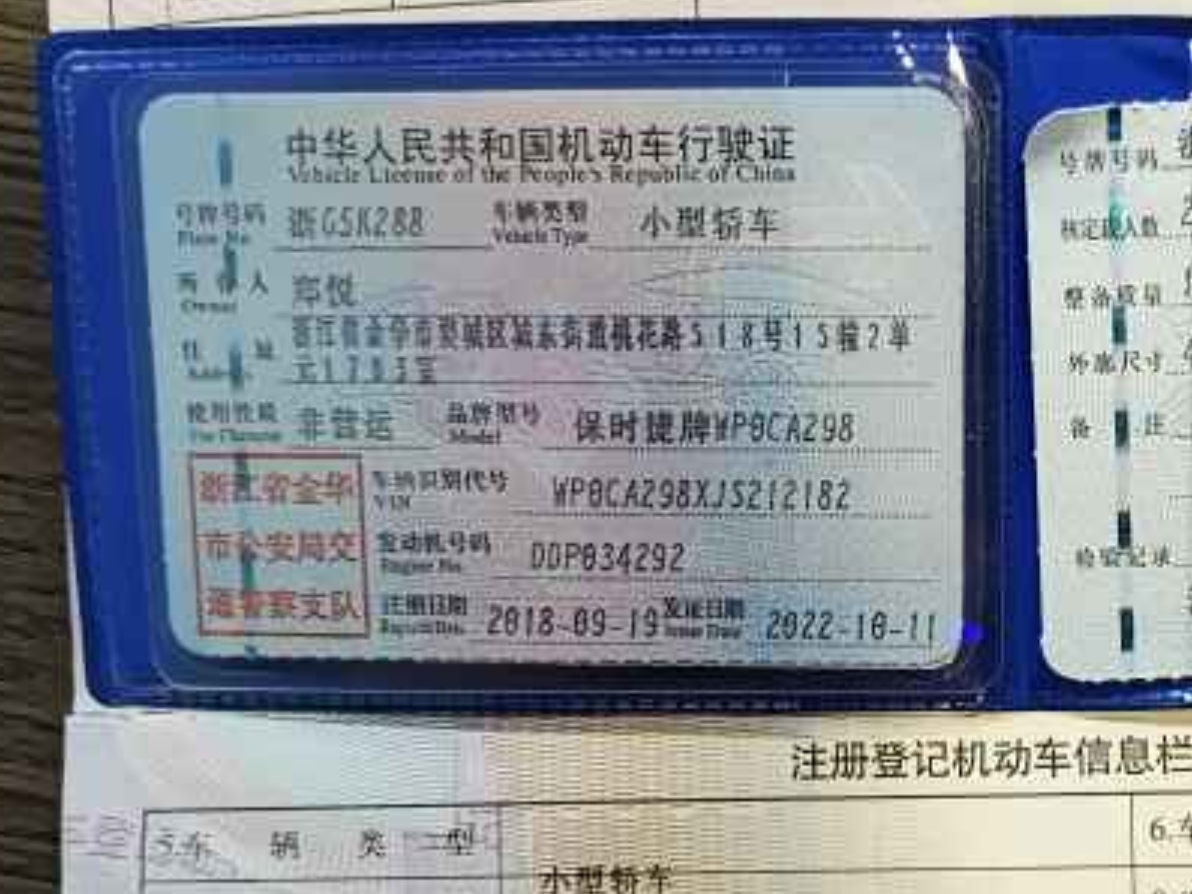 中华人民共和国机动车行驶证
Vehicle License of the People's Republic of China
号牌号码 浙G5K288 车辆类型 小型轿车
Plate No. Vehicle Type
所有人
Owner
住址 浙江省金华市婺城区城东街道桃花路518号15幢2单
元1703室
使用性质 非营运 品牌型号 保时捷牌WP0CA298
Use Character Model
车辆识别代号 WP0CA298XJS212182
VIN
发动机号码 DDP034292
Engine No.
注册日期 2018-09-19 发证日期 2022-10-11
Issue Date
浙江省金华
市公安局交
通警察支队
号牌号码
核定载人数
整备质量
外廓尺寸
备注
检验记录
注册登记机动车信息栏
5.车辆类型 小型轿车 6.车